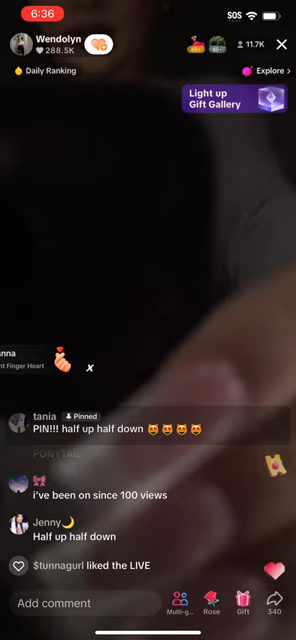 6:36
SOS
Wendolyn
288.5K
11.7K
Daily Ranking
Explore >
Light up
Gift Gallery
anna
nt Finger Heart
x
tania Pinned
PIN!!! half up half down 😻😻😻😻
PONYTAIL
🎀
i've been on since 100 views
Jenny🌙
Half up half down
$tunnagurl liked the LIVE
Add comment
Multi-g...
Rose
Gift
340